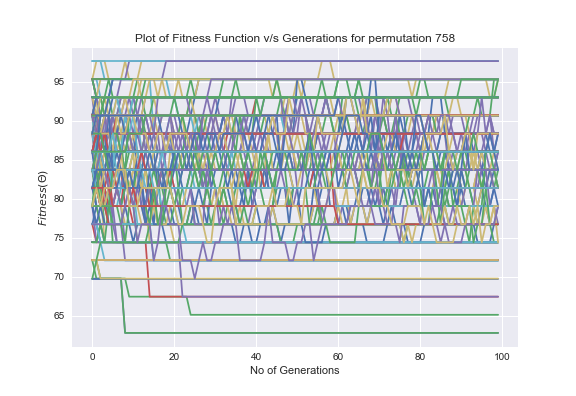 Plot of Fitness Function v/s Generations for permutation 758
Fitness(Θ)
95
90
85
80
75
70
65
0 20 40 60 80 100
No of Generations